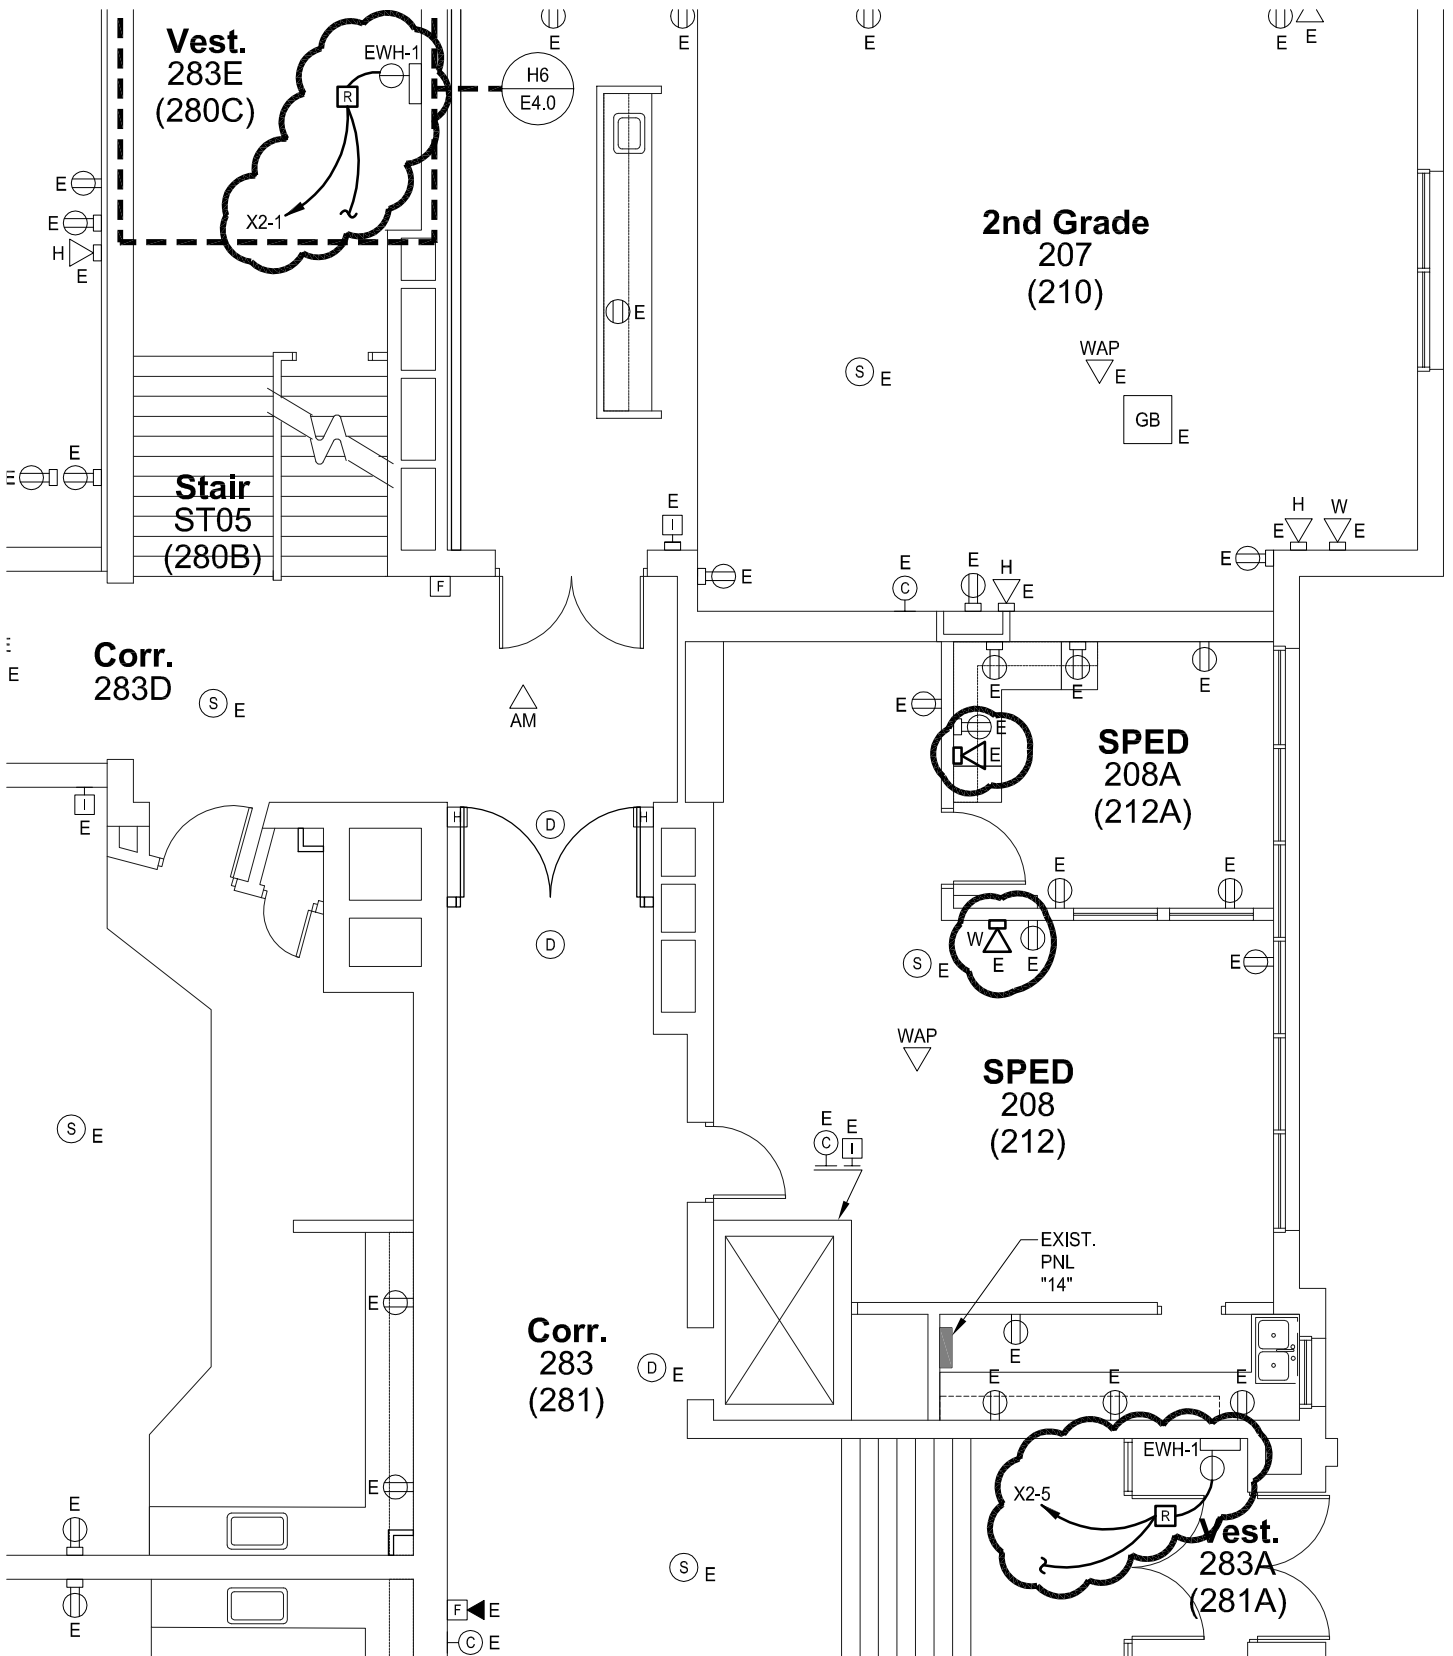 E
E
E
E
E
Vest.
283E
(280C)
EWH-1
R
X2-1
H6
E4.0
E
E
H
E
E
2nd Grade
207
(210)
WAP
E
S
E
GB
E
E
E
Stair
ST05
(280B)
E
I
H
W
E
E
E
F
E
E
C
E
H
E
E
E
Corr.
283D
S
E
AM
E
E
E
E
E
E
SPED
208A
(212A)
I
E
H
D
H
E
E
D
W
E
E
S
E
E
WAP
SPED
208
(212)
S
E
E
C
E
I
EXIST.
PNL
"14"
E
Corr.
283
(281)
D
E
E
E
E
E
E
EWH-1
X2-5
R
Vest.
283A
(281A)
E
S
E
E
F
E
C
E